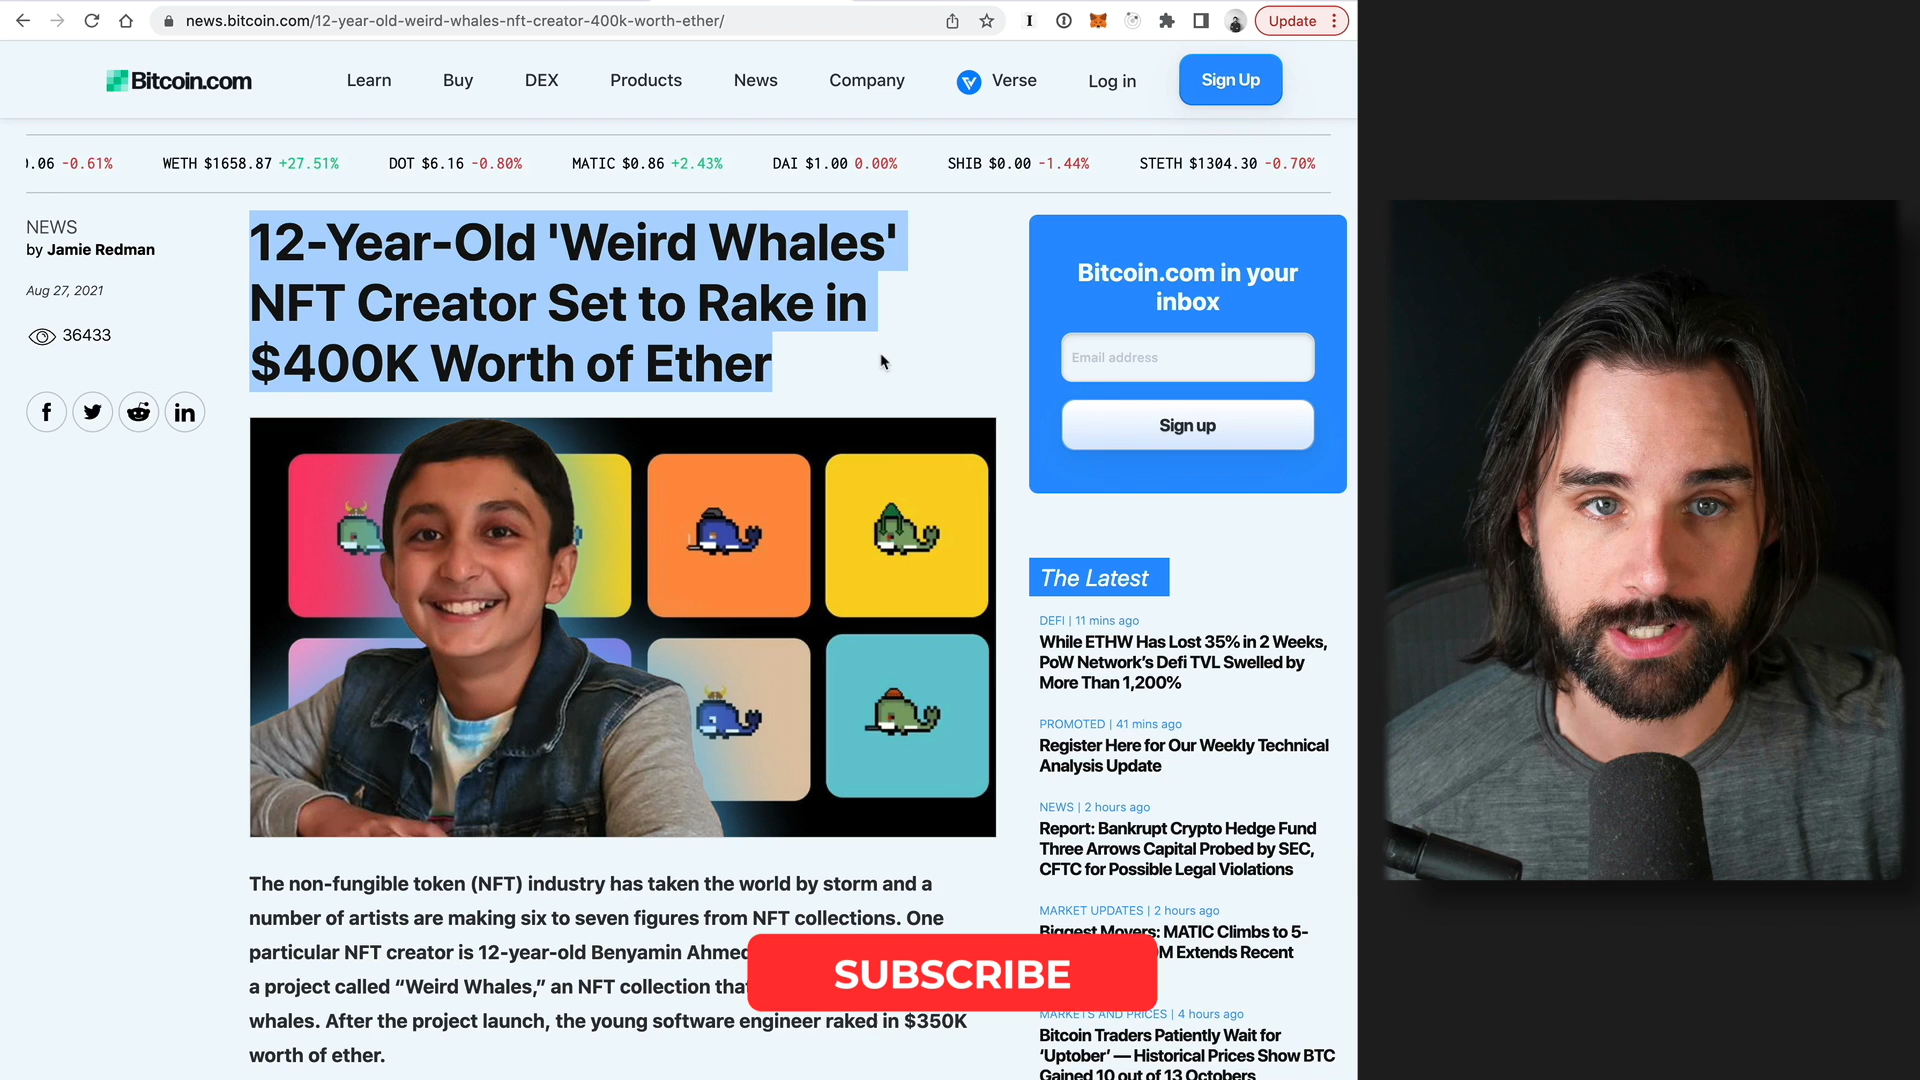 news.bitcoin.com/12-year-old-weird-whales-nft-creator-400k-worth-ether/
Update
Bitcoin.com
Learn
Buy
DEX
Products
News
Company
Verse
Log in
Sign Up
.06 -0.61%
WETH $1658.87 +27.51%
DOT $6.16 -0.80%
MATIC $0.86 +2.43%
DAI $1.00 0.00%
SHIB $0.00 -1.44%
STETH $1304.30 -0.70%
NEWS
by Jamie Redman
Aug 27, 2021
36433
12-Year-Old 'Weird Whales'
NFT Creator Set to Rake in
$400K Worth of Ether
The non-fungible token (NFT) industry has taken the world by storm and a
number of artists are making six to seven figures from NFT collections. One
particular NFT creator is 12-year-old Benyamin Ahmed
a project called “Weird Whales,” an NFT collection that
whales. After the project launch, the young software engineer raked in $350K
worth of ether.
Bitcoin.com in your
inbox
Email address
Sign up
The Latest
DEFI | 11 mins ago
While ETHW Has Lost 35% in 2 Weeks,
PoW Network’s Defi TVL Swelled by
More Than 1,200%
PROMOTED | 41 mins ago
Register Here for Our Weekly Technical
Analysis Update
NEWS | 2 hours ago
Report: Bankrupt Crypto Hedge Fund
Three Arrows Capital Probed by SEC,
CFTC for Possible Legal Violations
MARKET UPDATES | 2 hours ago
Biggest Movers: MATIC Climbs to 5-
M Extends Recent
MARKETS AND PRICES | 4 hours ago
Bitcoin Traders Patiently Wait for
‘Uptober’ — Historical Prices Show BTC
Gained 10 out of 13 Octobers
SUBSCRIBE